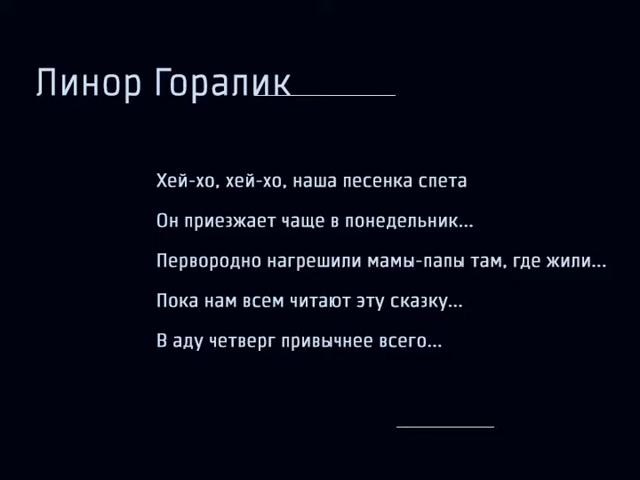 Линор Горалик
Хей-хо, хей-хо, наша песенка спета
Он приезжает чаще в понедельник...
Первородно нагрешили мамы-папы там, где жили...
Пока нам всем читают эту сказку...
В аду четверг привычнее всего...